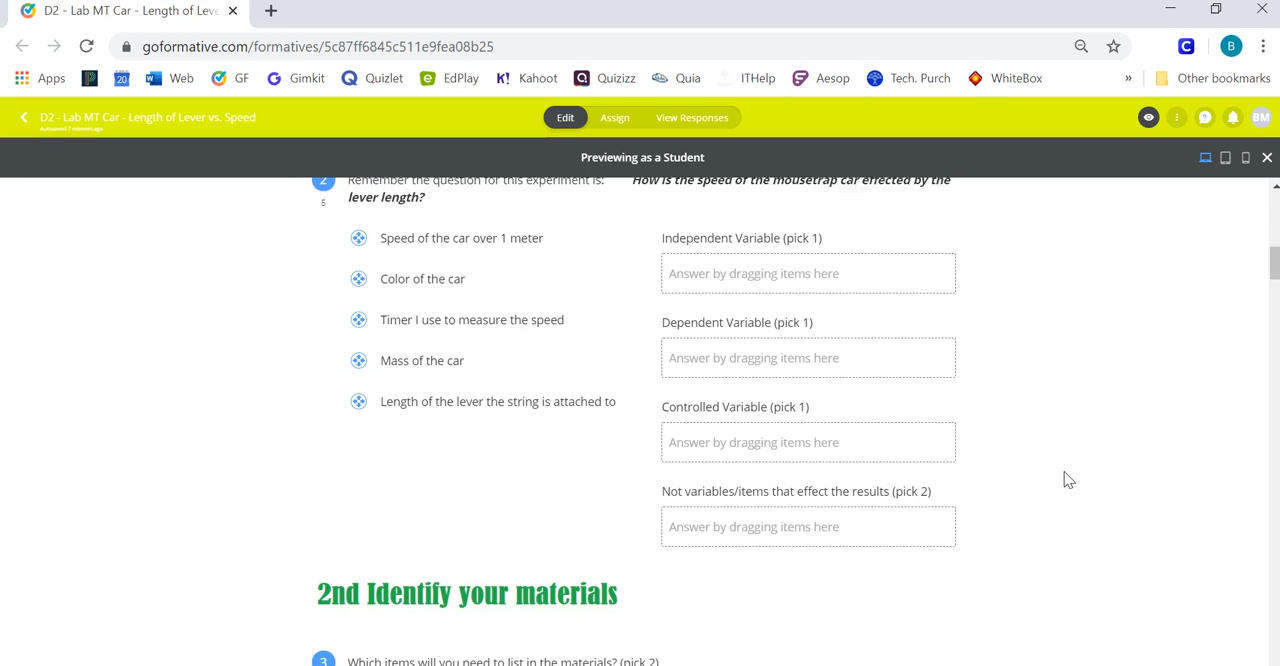 D2 - Lab MT Car - Length of Leve
goformative.com/formatives/5c87ff6845c511e9fea08b25
C B
Apps 20 Web GF Gimkit Quizlet EdPlay K! Kahoot Quizizz Quia ITHelp Aesop Tech. Purch WhiteBox » Other bookmarks
D2 - Lab MT Car - Length of Lever vs. Speed
Autosaved 7 minutes ago
Edit Assign View Responses
BM
Previewing as a Student
2 Remember the question for this experiment is: How is the speed of the mousetrap car effected by the
5 lever length?
Speed of the car over 1 meter
Color of the car
Timer I use to measure the speed
Mass of the car
Length of the lever the string is attached to
Independent Variable (pick 1)
Answer by dragging items here
Dependent Variable (pick 1)
Answer by dragging items here
Controlled Variable (pick 1)
Answer by dragging items here
Not variables/items that effect the results (pick 2)
Answer by dragging items here
2nd Identify your materials
3 Which items will you need to list in the materials? (pick 2)